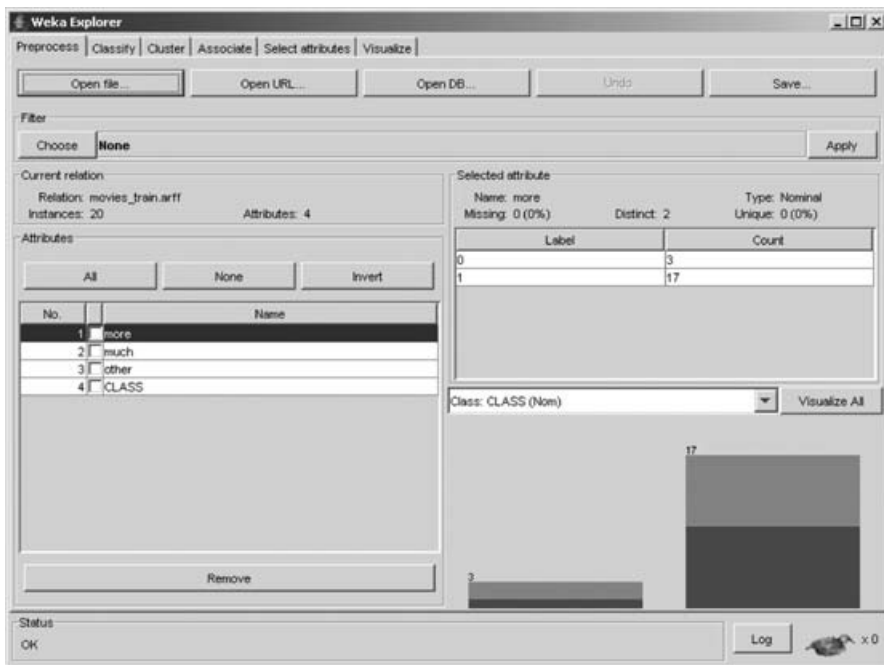 Weka Explorer
Preprocess Classify Cluster Associate Select attributes Visualize
Open file... Open URL... Open DB... Undo Save...
Filter
Choose None Apply
Current relation
Relation: movies_train.arff
Instances: 20 Attributes: 4
Selected attribute
Name: more Type: Nominal
Missing: 0 (0%) Distinct: 2 Unique: 0 (0%)
Label Count
0 3
1 17
Attributes
All None Invert
No. Name
1 more
2 much
3 other
4 CLASS
Remove
Class: CLASS (Nom) Visualize All
17
3
Status
OK
Log x 0